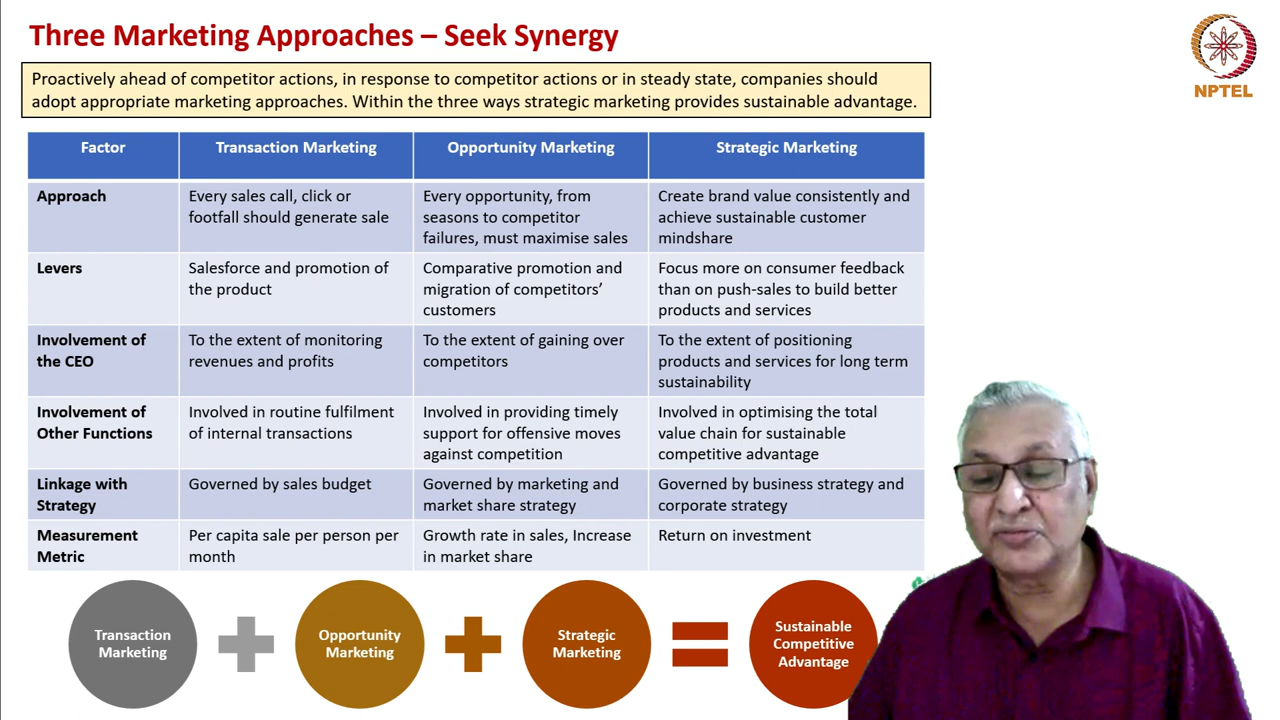 Three Marketing Approaches – Seek Synergy
NPTEL
Proactively ahead of competitor actions, in response to competitor actions or in steady state, companies should
adopt appropriate marketing approaches. Within the three ways strategic marketing provides sustainable advantage.
Factor
Transaction Marketing
Opportunity Marketing
Strategic Marketing
Approach
Every sales call, click or
footfall should generate sale
Every opportunity, from
seasons to competitor
failures, must maximise sales
Create brand value consistently and
achieve sustainable customer
mindshare
Levers
Salesforce and promotion of
the product
Comparative promotion and
migration of competitors’
customers
Focus more on consumer feedback
than on push-sales to build better
products and services
Involvement of
the CEO
To the extent of monitoring
revenues and profits
To the extent of gaining over
competitors
To the extent of positioning
products and services for long term
sustainability
Involvement of
Other Functions
Involved in routine fulfilment
of internal transactions
Involved in providing timely
support for offensive moves
against competition
Involved in optimising the total
value chain for sustainable
competitive advantage
Linkage with
Strategy
Governed by sales budget
Governed by marketing and
market share strategy
Governed by business strategy and
corporate strategy
Measurement
Metric
Per capita sale per person per
month
Growth rate in sales, Increase
in market share
Return on investment
Transaction
Marketing
Opportunity
Marketing
Strategic
Marketing
Sustainable
Competitive
Advantage